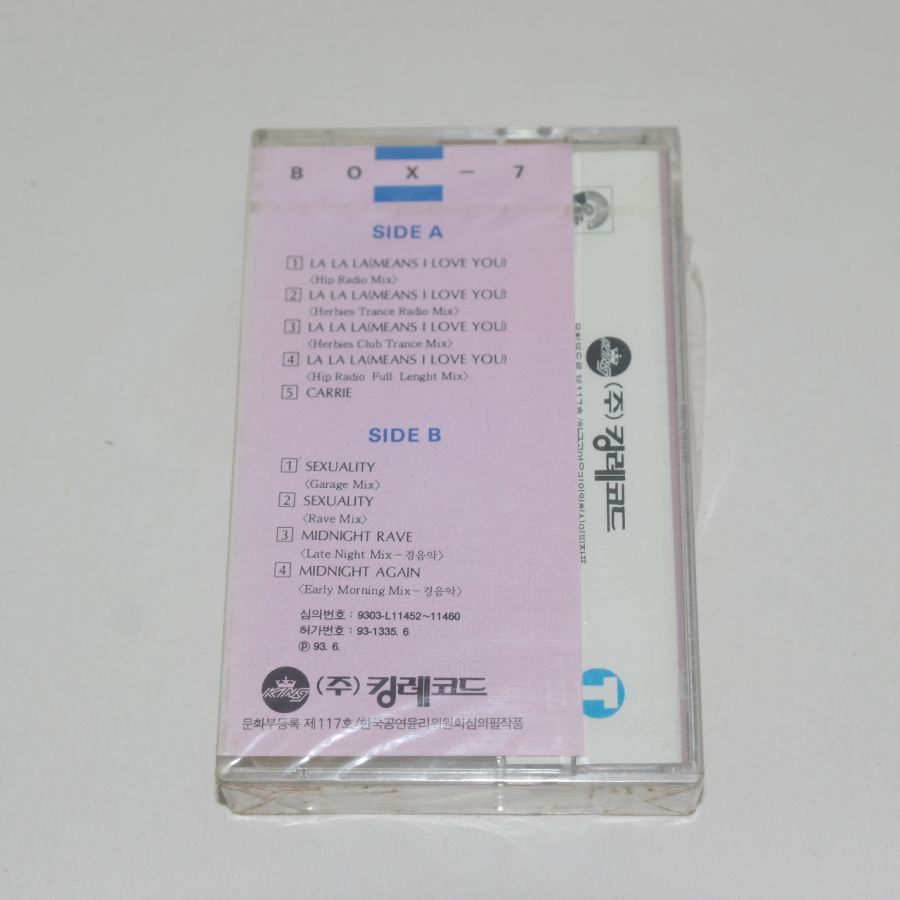 BOX-7
SIDE A
1 LA LA LA(MEANS I LOVE YOU)
〈Hip Radio Mix〉
2 LA LA LA(MEANS I LOVE YOU)
〈Herbies Trance Radio Mix〉
3 LA LA LA(MEANS I LOVE YOU)
〈Herbies Club Trance Mix〉
4 LA LA LA(MEANS I LOVE YOU)
〈Hip Radio Full Lenght Mix〉
5 CARRIE
SIDE B
1 SEXUALITY
〈Garage Mix〉
2 SEXUALITY
〈Rave Mix〉
3 MIDNIGHT RAVE
〈Late Night Mix-경음악〉
4 MIDNIGHT AGAIN
〈Early Morning Mix-경음악〉
심의번호 : 9303-L11452~11460
허가번호 : 93-1335. 6
ⓟ 93. 6.
KING (주) 킹레코드
문화부등록 제117호/한국공연윤리위원회심의필작품
KING (주) 킹레코드
T